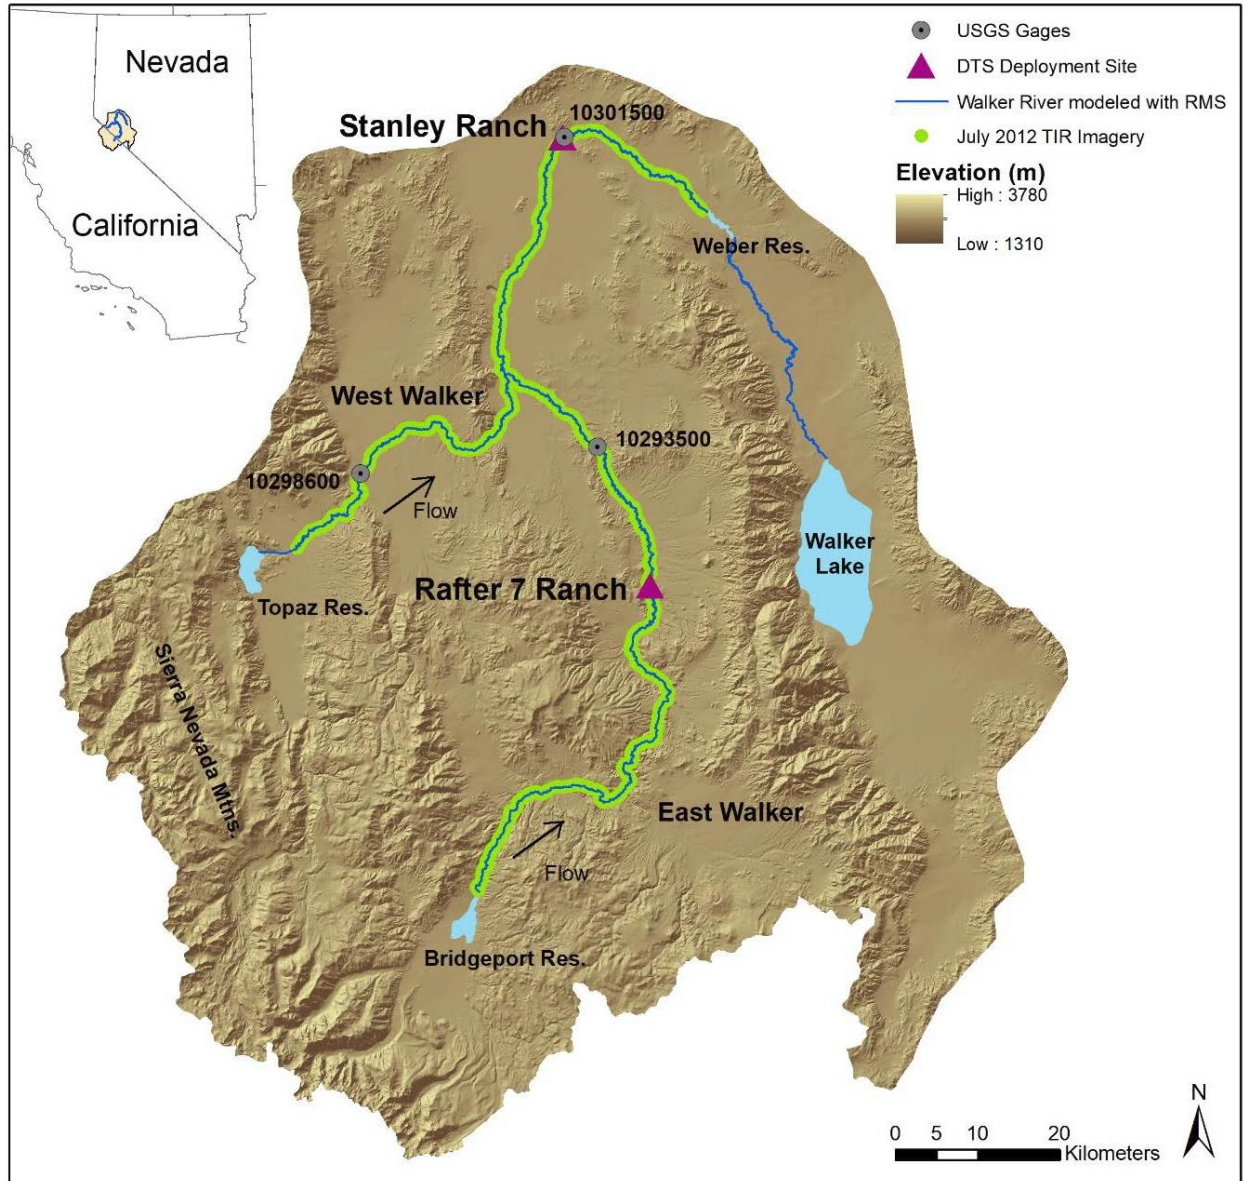 Nevada
California
USGS Gages
DTS Deployment Site
Walker River modeled with RMS
July 2012 TIR Imagery
Elevation (m)
High : 3780
Low : 1310
10301500
Stanley Ranch
Weber Res.
West Walker
10293500
10298600
Flow
Walker
Lake
Rafter 7 Ranch
Topaz Res.
Sierra Nevada Mtns.
East Walker
Flow
Bridgeport Res.
N
0 5 10 20
Kilometers